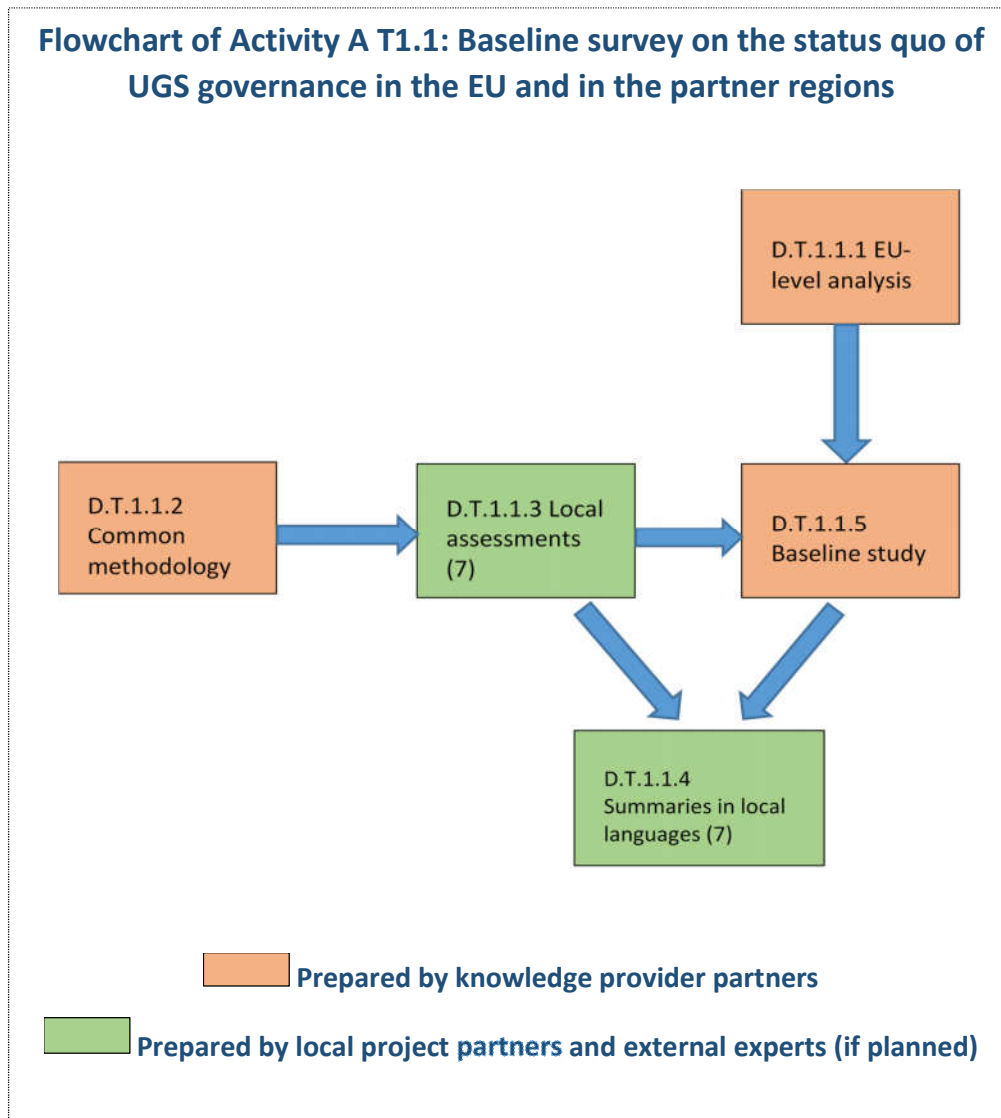 Flowchart of Activity A T1.1: Baseline survey on the status quo of
UGS governance in the EU and in the partner regions
D.T.1.1.1 EU-
level analysis
D.T.1.1.2
Common
methodology
D.T.1.1.3 Local
assessments
(7)
D.T.1.1.5
Baseline study
D.T.1.1.4
Summaries in local
languages (7)
Prepared by knowledge provider partners
Prepared by local project partners and external experts (if planned)